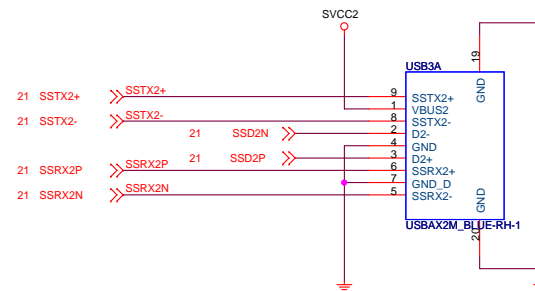 SVCC2
USB3A
19
GND
21 SSTX2+ SSTX2+ 9 SSTX2+
1 VBUS2
21 SSTX2- SSTX2- 8 SSTX2-
21 SSD2N 2 D2-
4 GND
21 SSD2P 3 D2+
21 SSRX2P SSRX2P 6 SSRX2+
7 GND_D
21 SSRX2N SSRX2N 5 SSRX2-
GND
20
USBAX2M_BLUE-RH-1